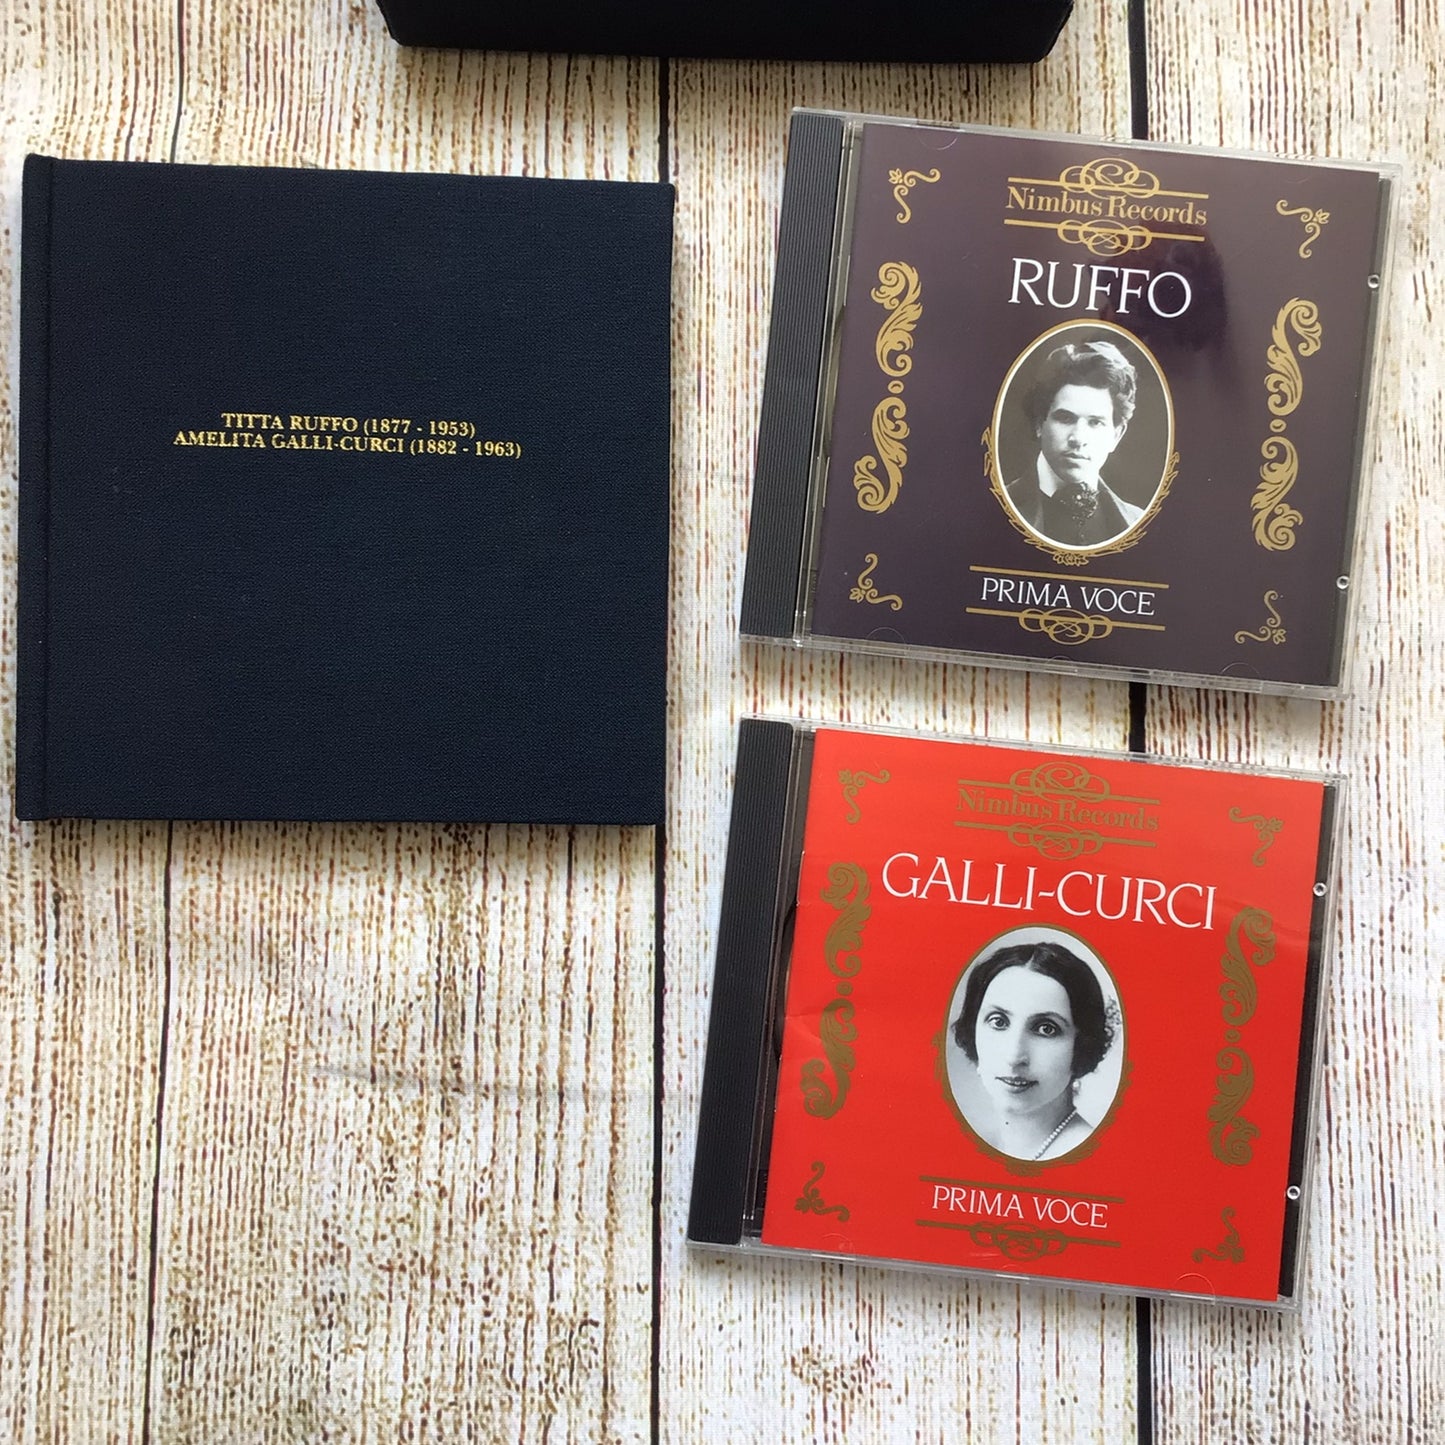 TITTA RUFFO (1877 - 1953)
AMELITA GALLI-CURCI (1882 - 1963)
Nimbus Records
RUFFO
PRIMA VOCE
Nimbus Records
GALLI-CURCI
PRIMA VOCE